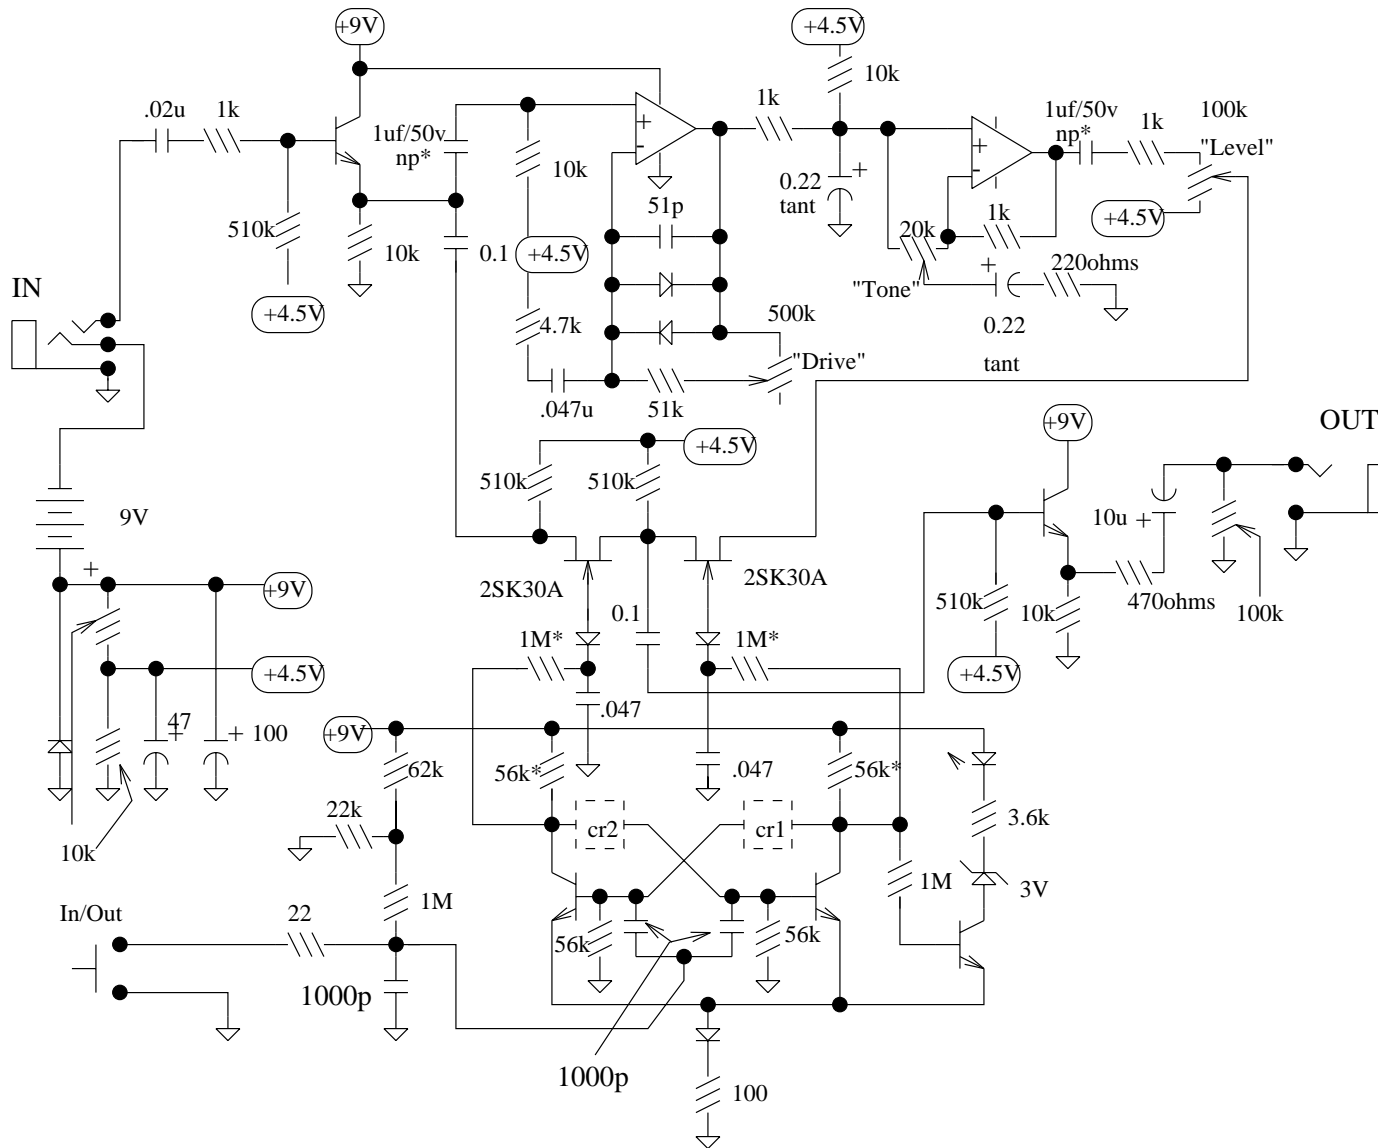 +9V
+4.5V
.02u
1k
1uf/50v
np*
10k
1k
10k
1uf/50v
np*
1k
100k
"Level"
+
-
+
-
0.22
tant
+
51p
1k
20k
+4.5V
510k
10k
0.1
+4.5V
220ohms
"Tone"
+
0.22
tant
IN
+4.5V
4.7k
500k
"Drive"
.047u
51k
+9V
OUT
+4.5V
510k
510k
9V
10u
+
+
+9V
2SK30A
2SK30A
510k
10k
470ohms
100k
0.1
1M*
1M*
+4.5V
+4.5V
47
+
+
100
.047
+9V
62k
56k*
.047
56k*
22k
cr2
cr1
3.6k
10k
1M
1M
3V
In/Out
22
56k
56k
1000p
1000p
100